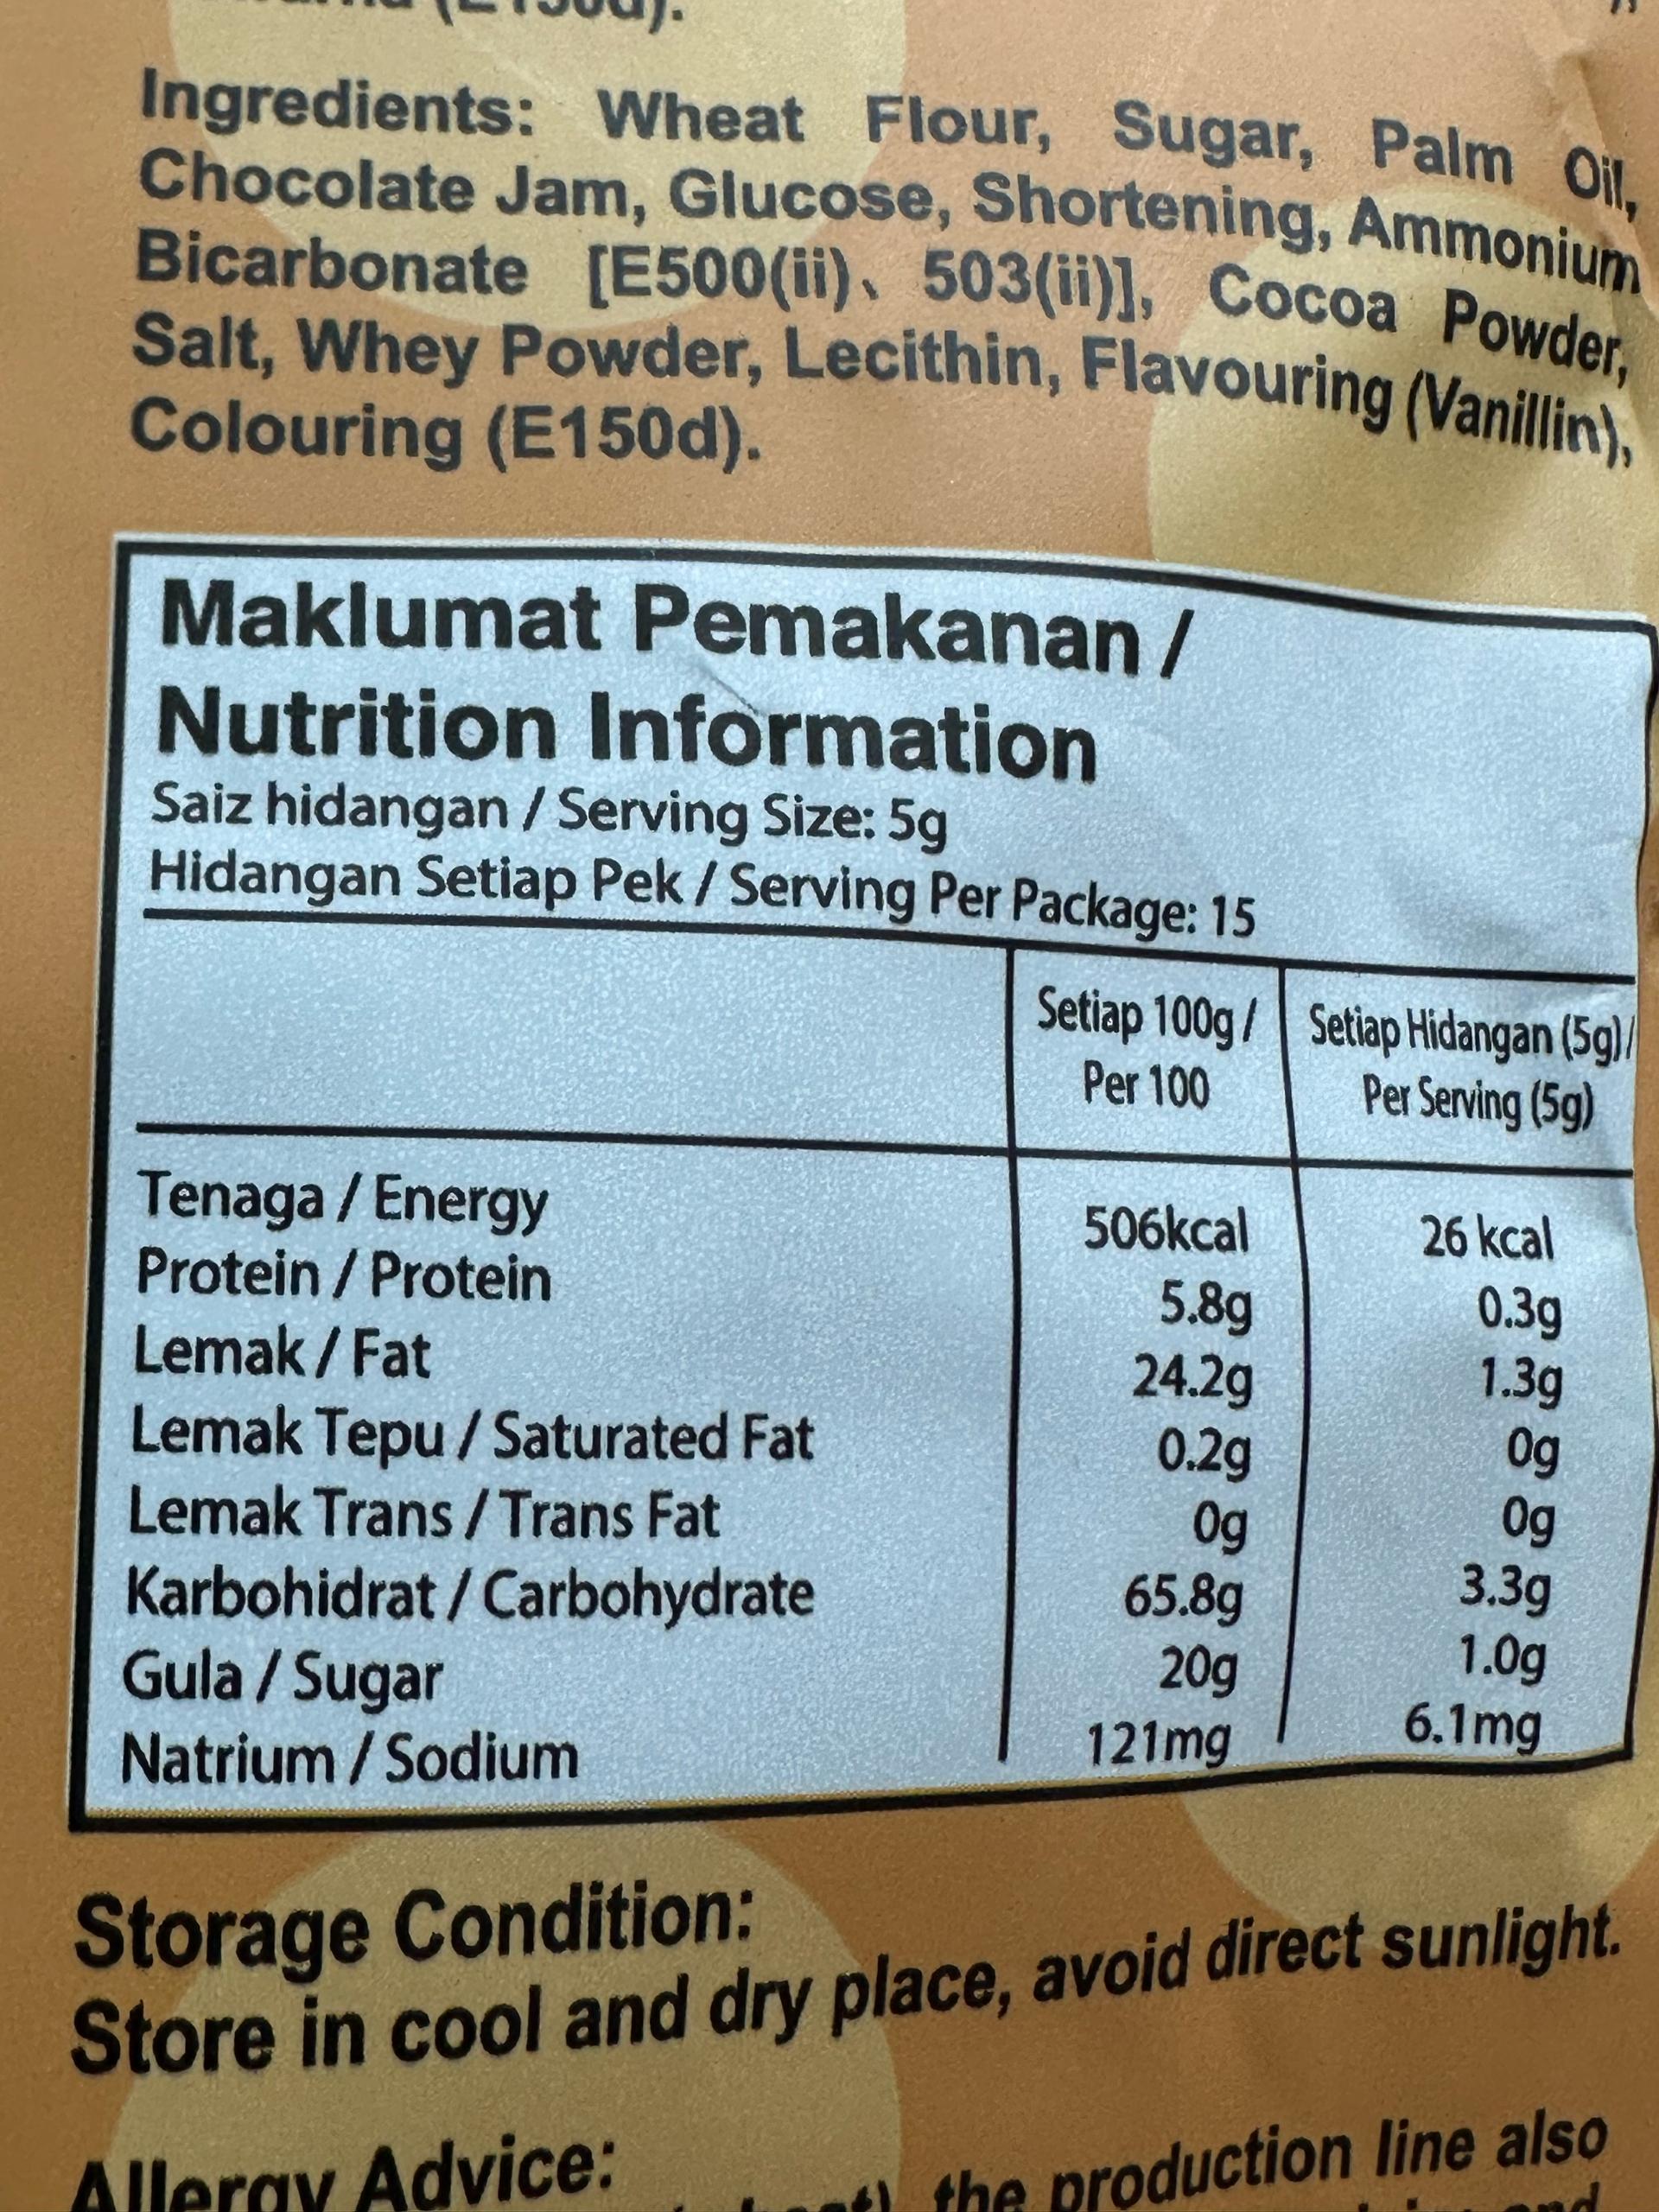 (E150d).
Ingredients: Wheat Flour, Sugar, Palm Oil,
Chocolate Jam, Glucose, Shortening, Ammonium
Bicarbonate [E500(ii)、503(ii)], Cocoa Powder,
Salt, Whey Powder, Lecithin, Flavouring (Vanillin),
Colouring (E150d).
Maklumat Pemakanan /
Nutrition Information
Saiz hidangan / Serving Size: 5g
Hidangan Setiap Pek / Serving Per Package: 15
Setiap 100g / Setiap Hidangan (5g)/
Per 100 Per Serving (5g)
Tenaga / Energy 506kcal 26 kcal
Protein / Protein 5.8g 0.3g
Lemak / Fat 24.2g 1.3g
Lemak Tepu / Saturated Fat 0.2g 0g
Lemak Trans / Trans Fat 0g 0g
Karbohidrat / Carbohydrate 65.8g 3.3g
Gula / Sugar 20g 1.0g
Natrium / Sodium 121mg 6.1mg
Storage Condition:
Store in cool and dry place, avoid direct sunlight.
Allergy Advice:
the production line also